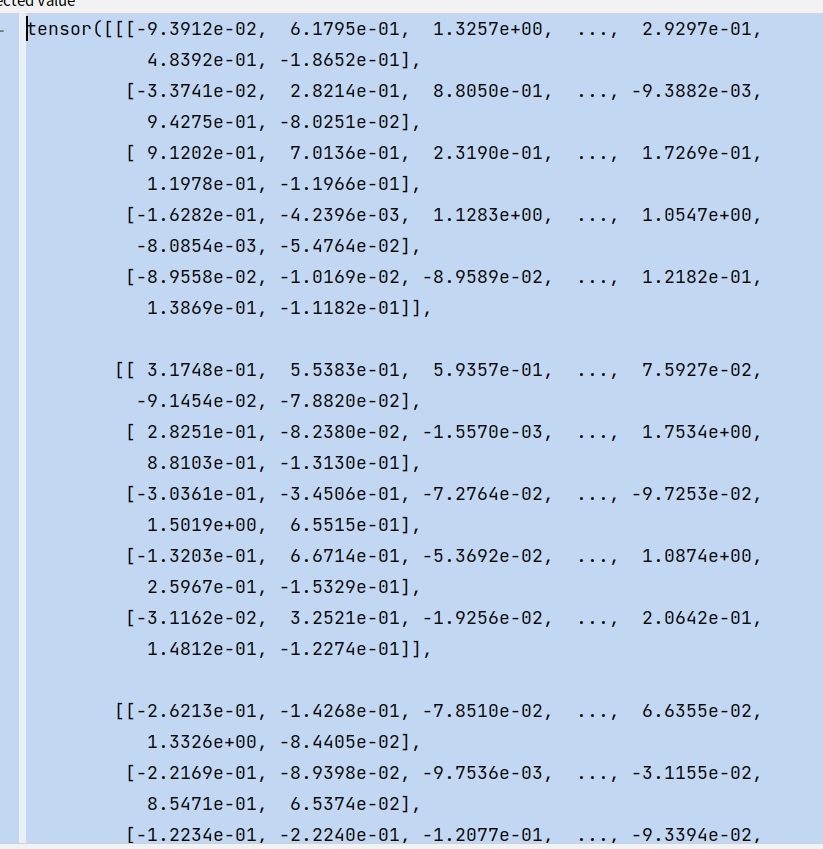 ected value
tensor([[[-9.3912e-02,  6.1795e-01,  1.3257e+00,  ...,  2.9297e-01,
           4.8392e-01, -1.8652e-01],
         [-3.3741e-02,  2.8214e-01,  8.8050e-01,  ..., -9.3882e-03,
           9.4275e-01, -8.0251e-02],
         [ 9.1202e-01,  7.0136e-01,  2.3190e-01,  ...,  1.7269e-01,
           1.1978e-01, -1.1966e-01],
         [-1.6282e-01, -4.2396e-03,  1.1283e+00,  ...,  1.0547e+00,
          -8.0854e-03, -5.4764e-02],
         [-8.9558e-02, -1.0169e-02, -8.9589e-02,  ...,  1.2182e-01,
           1.3869e-01, -1.1182e-01]],
        [[ 3.1748e-01,  5.5383e-01,  5.9357e-01,  ...,  7.5927e-02,
          -9.1454e-02, -7.8820e-02],
         [ 2.8251e-01, -8.2380e-02, -1.5570e-03,  ...,  1.7534e+00,
           8.8103e-01, -1.3130e-01],
         [-3.0361e-01, -3.4506e-01, -7.2764e-02,  ..., -9.7253e-02,
           1.5019e+00,  6.5515e-01],
         [-1.3203e-01,  6.6714e-01, -5.3692e-02,  ...,  1.0874e+00,
           2.5967e-01, -1.5329e-01],
         [-3.1162e-02,  3.2521e-01, -1.9256e-02,  ...,  2.0642e-01,
           1.4812e-01, -1.2274e-01]],
        [[-2.6213e-01, -1.4268e-01, -7.8510e-02,  ...,  6.6355e-02,
           1.3326e+00, -8.4405e-02],
         [-2.2169e-01, -8.9398e-02, -9.7536e-03,  ..., -3.1155e-02,
           8.5471e-01,  6.5374e-02],
         [-1.2234e-01, -2.2240e-01, -1.2077e-01,  ..., -9.3394e-02,